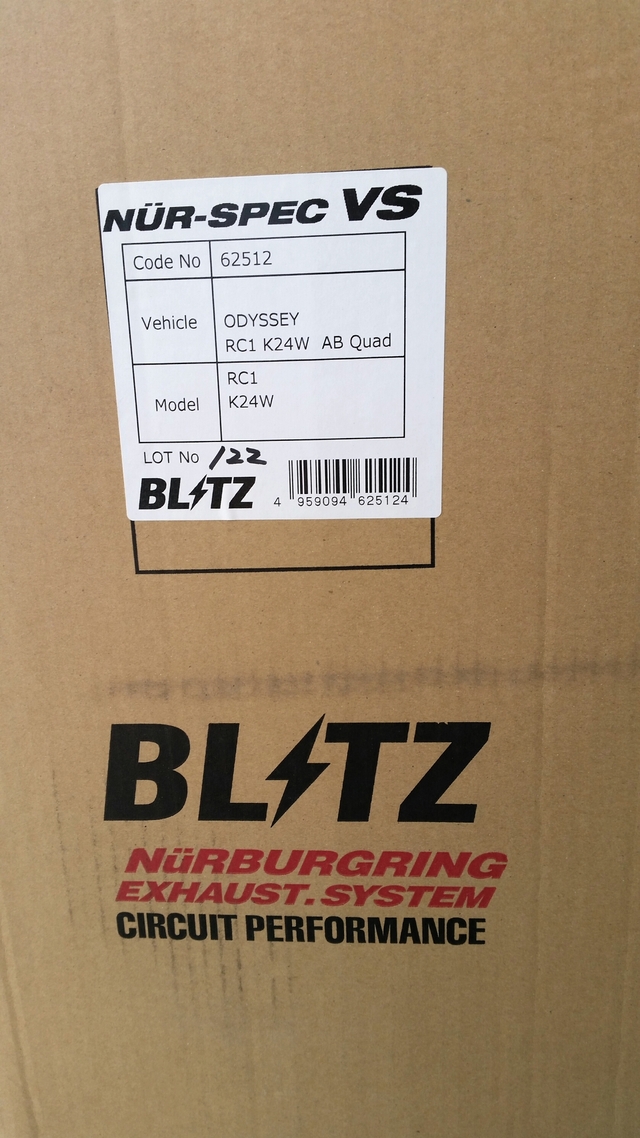 NÜR-SPEC VS
Code No 62512
Vehicle ODYSSEY
RC1 K24W AB Quad
Model RC1
K24W
LOT No 122
BLITZ
4 959094 625124
BLITZ
NüRBURGRING
EXHAUST.SYSTEM
CIRCUIT PERFORMANCE